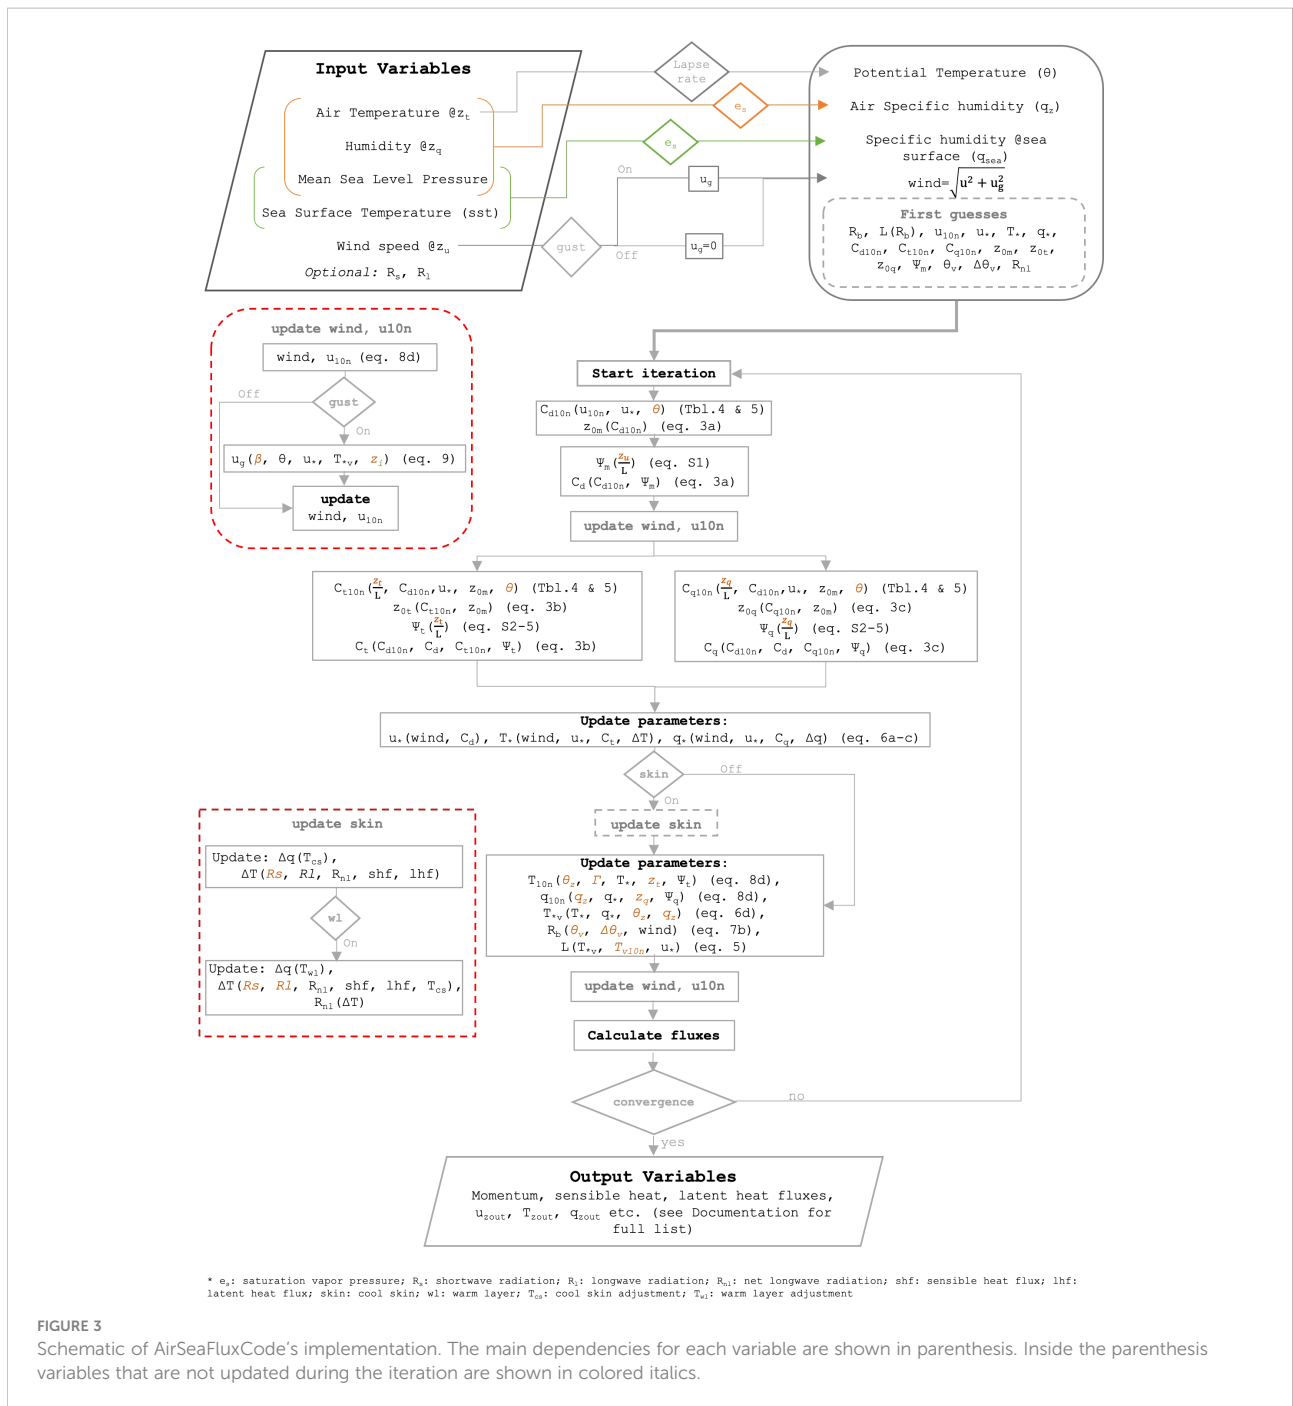 Input Variables
Air Temperature @zt
Humidity @zq
Mean Sea Level Pressure
Sea Surface Temperature (sst)
Wind speed @zu
Optional: Rs, Rl
Lapse
rate
es
es
gust
On
Off
ug
ug=0
Potential Temperature (θ)
Air Specific humidity (qz)
Specific humidity @sea
surface (qsea)
wind=√u² + ug²
First guesses
Rb, L(Rb), u10n, u*, T*, q*,
Cd10n, Ct10n, Cq10n, z0m, z0t,
z0q, Ψm, θv, Δθv, Rnl
update wind, u10n
wind, u10n (eq. 8d)
gust
Off
On
ug(β, θ, u*, T*v, zi) (eq. 9)
update
wind, u10n
Start iteration
Cd10n(u10n, u*, θ) (Tbl.4 & 5)
z0m(Cd10n) (eq. 3a)
Ψm(zu/L) (eq. S1)
Cd(Cd10n, Ψm) (eq. 3a)
update wind, u10n
Ct10n(zt/L, Cd10n,u*, z0m, θ) (Tbl.4 & 5)
z0t(Ct10n, z0m) (eq. 3b)
Ψt(zt/L) (eq. S2-5)
Ct(Cd10n, Cd, Ct10n, Ψt) (eq. 3b)
Cq10n(zq/L, Cd10n,u*, z0m, θ) (Tbl.4 & 5)
z0q(Cq10n, z0m) (eq. 3c)
Ψq(zq/L) (eq. S2-5)
Cq(Cd10n, Cd, Cq10n, Ψq) (eq. 3c)
Update parameters:
u*(wind, Cd), T*(wind, u*, Ct, ΔT), q*(wind, u*, Cq, Δq) (eq. 6a-c)
skin
Off
On
update skin
Update parameters:
T10n(θz, Γ, T*, zt, Ψt) (eq. 8d),
q10n(qz, q*, zq, Ψq) (eq. 8d),
T*v(T*, q*, θz, qz) (eq. 6d),
Rb(θv, Δθv, wind) (eq. 7b),
L(T*v, Tv10n, u*) (eq. 5)
update wind, u10n
Calculate fluxes
convergence
no
yes
update skin
Update: Δq(Tcs),
ΔT(Rs, Rl, Rnl, shf, lhf)
wl
On
Update: Δq(Twl),
ΔT(Rs, Rl, Rnl, shf, lhf, Tcs),
Rnl(ΔT)
Output Variables
Momentum, sensible heat, latent heat fluxes,
uzout, Tzout, qzout etc. (see Documentation for
full list)
* es: saturation vapor pressure; Rs: shortwave radiation; Rl: longwave radiation; Rnl: net longwave radiation; shf: sensible heat flux; lhf:
latent heat flux; skin: cool skin; wl: warm layer; Tcs: cool skin adjustment; Twl: warm layer adjustment
FIGURE 3
Schematic of AirSeaFluxCode's implementation. The main dependencies for each variable are shown in parenthesis. Inside the parenthesis
variables that are not updated during the iteration are shown in colored italics.